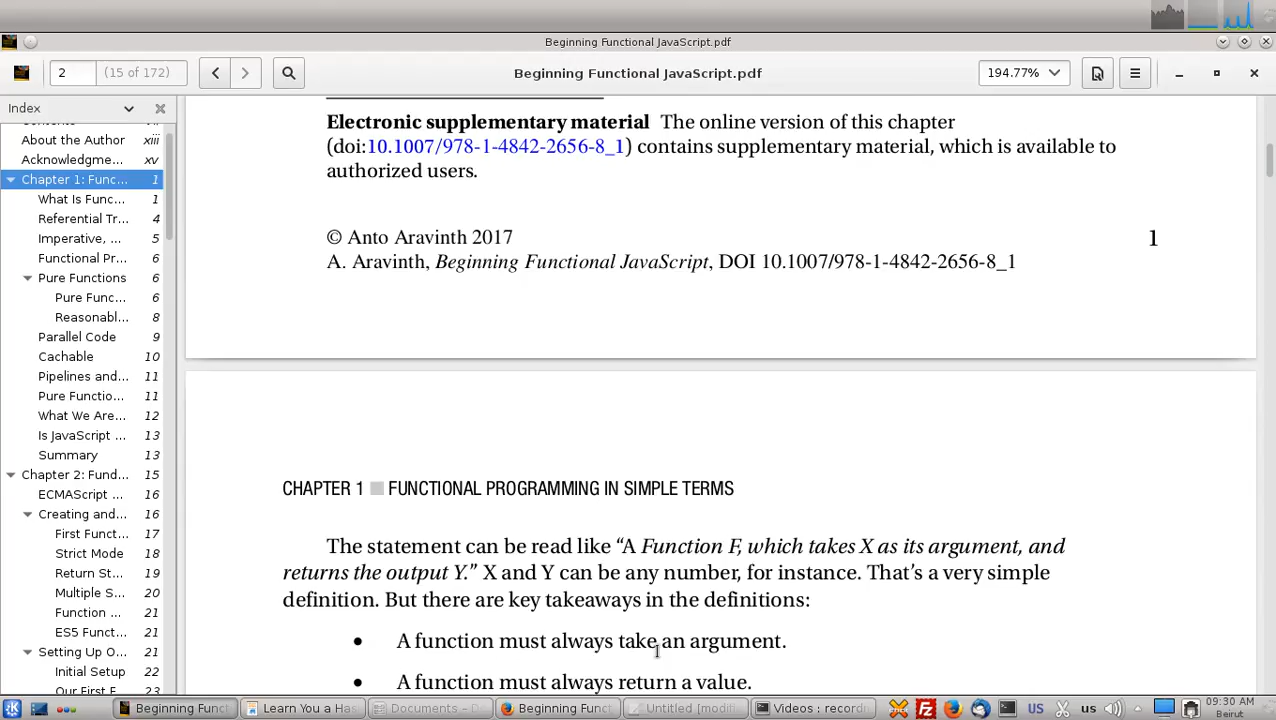 Beginning Functional JavaScript.pdf
2 (15 of 172)
Beginning Functional JavaScript.pdf
194.77%
Index
About the Author xiii
Acknowledgme... xv
Chapter 1: Func... 1
What Is Func... 1
Referential Tr... 4
Imperative, ... 5
Functional Pr... 6
Pure Functions 6
Pure Func... 6
Reasonabl... 8
Parallel Code 9
Cachable 10
Pipelines and... 11
Pure Functio... 11
What We Are... 12
Is JavaScript ... 13
Summary 13
Chapter 2: Fund... 15
ECMAScript ... 16
Creating and... 16
First Funct... 17
Strict Mode 18
Return St... 19
Multiple S... 20
Function ... 21
ES5 Funct... 21
Setting Up O... 21
Initial Setup 22
Our First F... 23
Electronic supplementary material The online version of this chapter
(doi:10.1007/978-1-4842-2656-8_1) contains supplementary material, which is available to
authorized users.
© Anto Aravinth 2017
1
A. Aravinth, Beginning Functional JavaScript, DOI 10.1007/978-1-4842-2656-8_1
CHAPTER 1 ■ FUNCTIONAL PROGRAMMING IN SIMPLE TERMS
The statement can be read like “A Function F, which takes X as its argument, and
returns the output Y.” X and Y can be any number, for instance. That’s a very simple
definition. But there are key takeaways in the definitions:
• A function must always take an argument.
• A function must always return a value.
Beginning Funct
Learn You a Has
Documents – D
Beginning Funct
Untitled [modifi
Videos : recordi
US
us
09:30 AM
Beirut